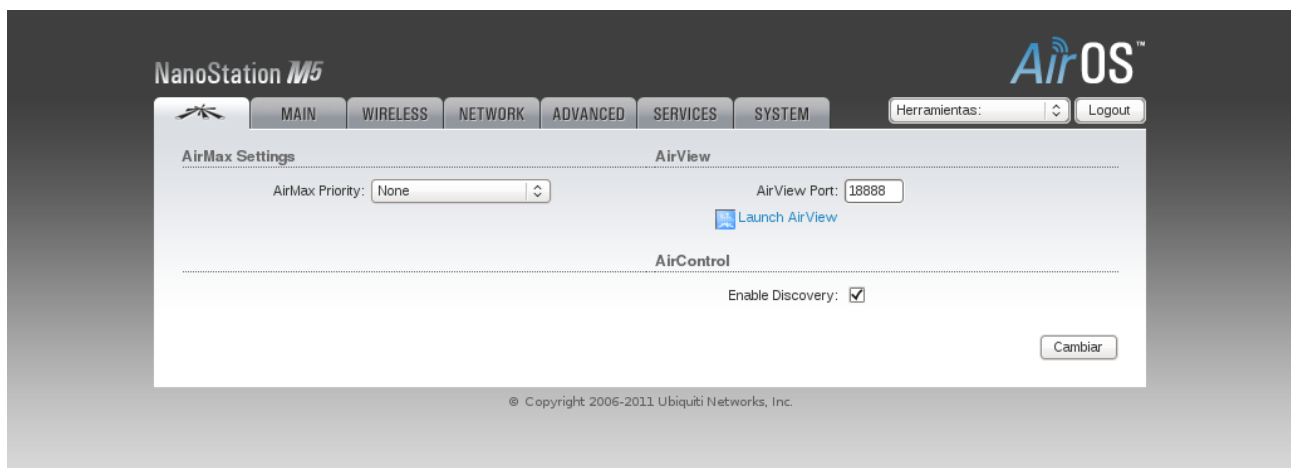 NanoStation M5
AirOS™
MAIN
WIRELESS
NETWORK
ADVANCED
SERVICES
SYSTEM
Herramientas:
Logout
AirMax Settings
AirView
AirMax Priority: None
AirView Port: 18888
Launch AirView
AirControl
Enable Discovery:
Cambiar
© Copyright 2006-2011 Ubiquiti Networks, Inc.